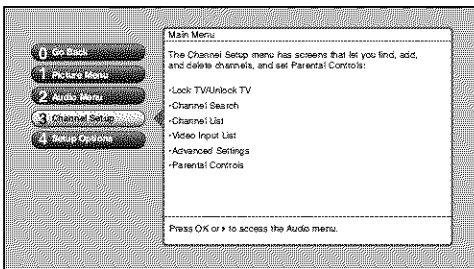 Main Menu
0 Go Back
1 Picture Menu
2 Audio Menu
3 Channel Setup
4 Setup Options
The Channel Setup menu has screens that let you find, add,
and delete channels, and set Parental Controls:
•Lock TV/Unlock TV
•Channel Search
•Channel List
•Video Input List
•Advanced Settings
•Parental Controls
Press OK or ▸ to access the Audio menu.